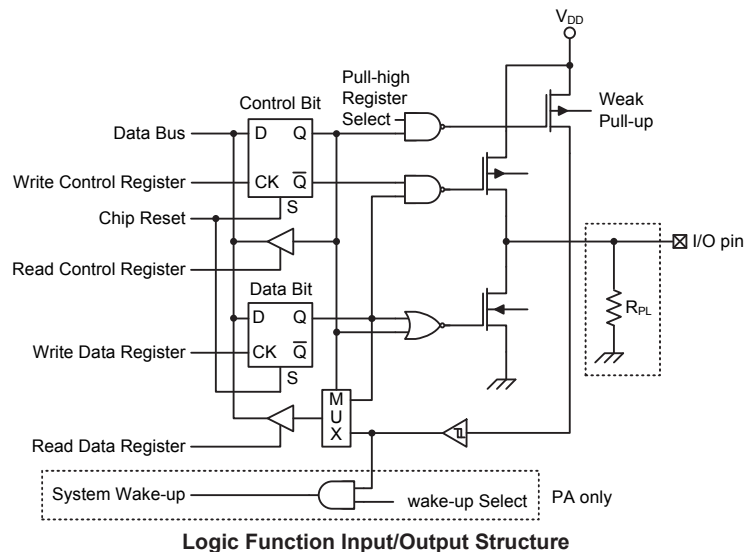 V_DD
Pull-high
Register
Select
Weak
Pull-up
Control Bit
Data Bus
D
Q
Write Control Register
CK
Q̅
S
Chip Reset
I/O pin
Read Control Register
Data Bit
R_PL
D
Q
Write Data Register
CK
Q̅
S
M
U
X
Read Data Register
System Wake-up
wake-up Select
PA only
Logic Function Input/Output Structure